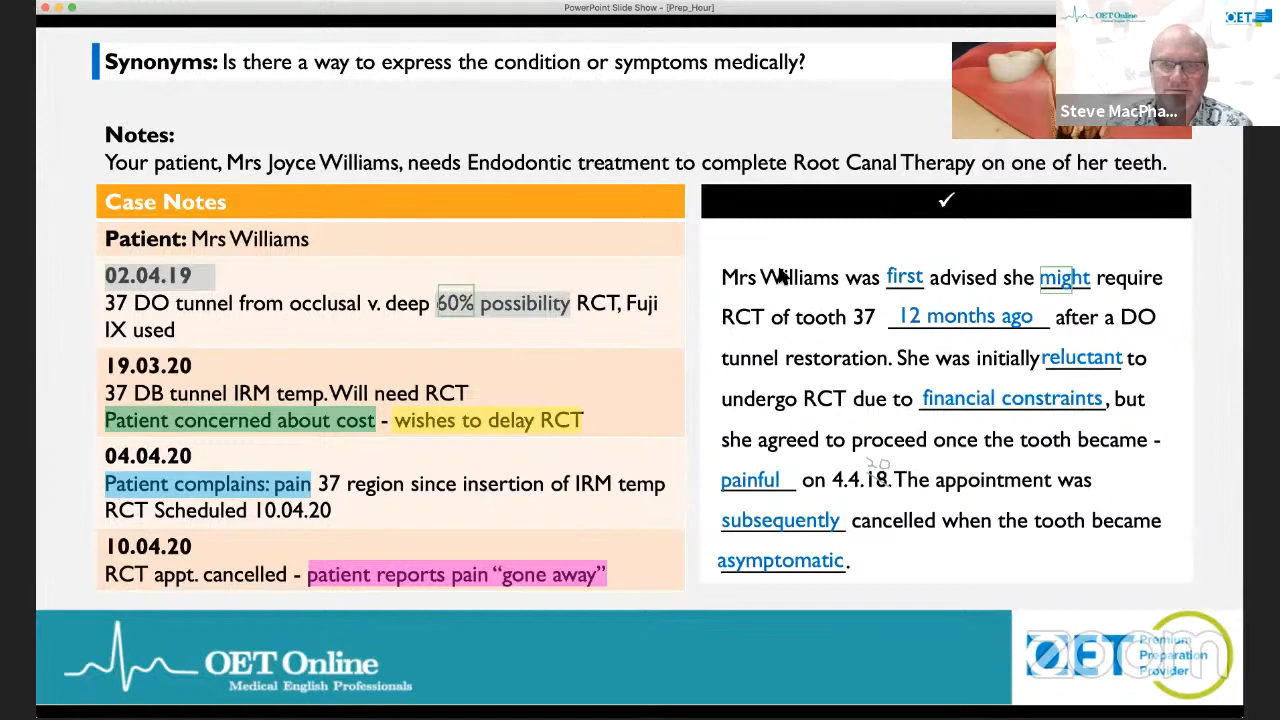 PowerPoint Slide Show - [Prep_Hour]
OET Online
Medical English Professionals
OET
Steve MacPha...
Synonyms: Is there a way to express the condition or symptoms medically?
Notes:
Your patient, Mrs Joyce Williams, needs Endodontic treatment to complete Root Canal Therapy on one of her teeth.
Case Notes
Patient: Mrs Williams
02.04.19
37 DO tunnel from occlusal v. deep 60% possibility RCT, Fuji
IX used
19.03.20
37 DB tunnel IRM temp. Will need RCT
Patient concerned about cost - wishes to delay RCT
04.04.20
Patient complains: pain 37 region since insertion of IRM temp
RCT Scheduled 10.04.20
10.04.20
RCT appt. cancelled - patient reports pain “gone away”
✓
Mrs Williams was first advised she might require
RCT of tooth 37 12 months ago after a DO
tunnel restoration. She was initially reluctant to
undergo RCT due to financial constraints, but
she agreed to proceed once the tooth became -
20
painful on 4.4.18. The appointment was
subsequently cancelled when the tooth became
asymptomatic.
OET Online
Medical English Professionals
OET
Premium
Preparation
Provider
zoom